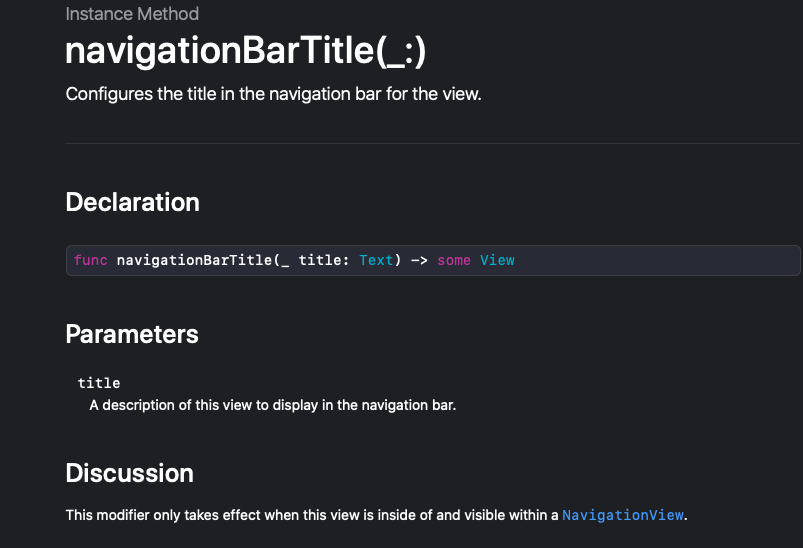 Instance Method
navigationBarTitle(_:)
Configures the title in the navigation bar for the view.
Declaration
func navigationBarTitle(_ title: Text) -> some View
Parameters
title
A description of this view to display in the navigation bar.
Discussion
This modifier only takes effect when this view is inside of and visible within a NavigationView.